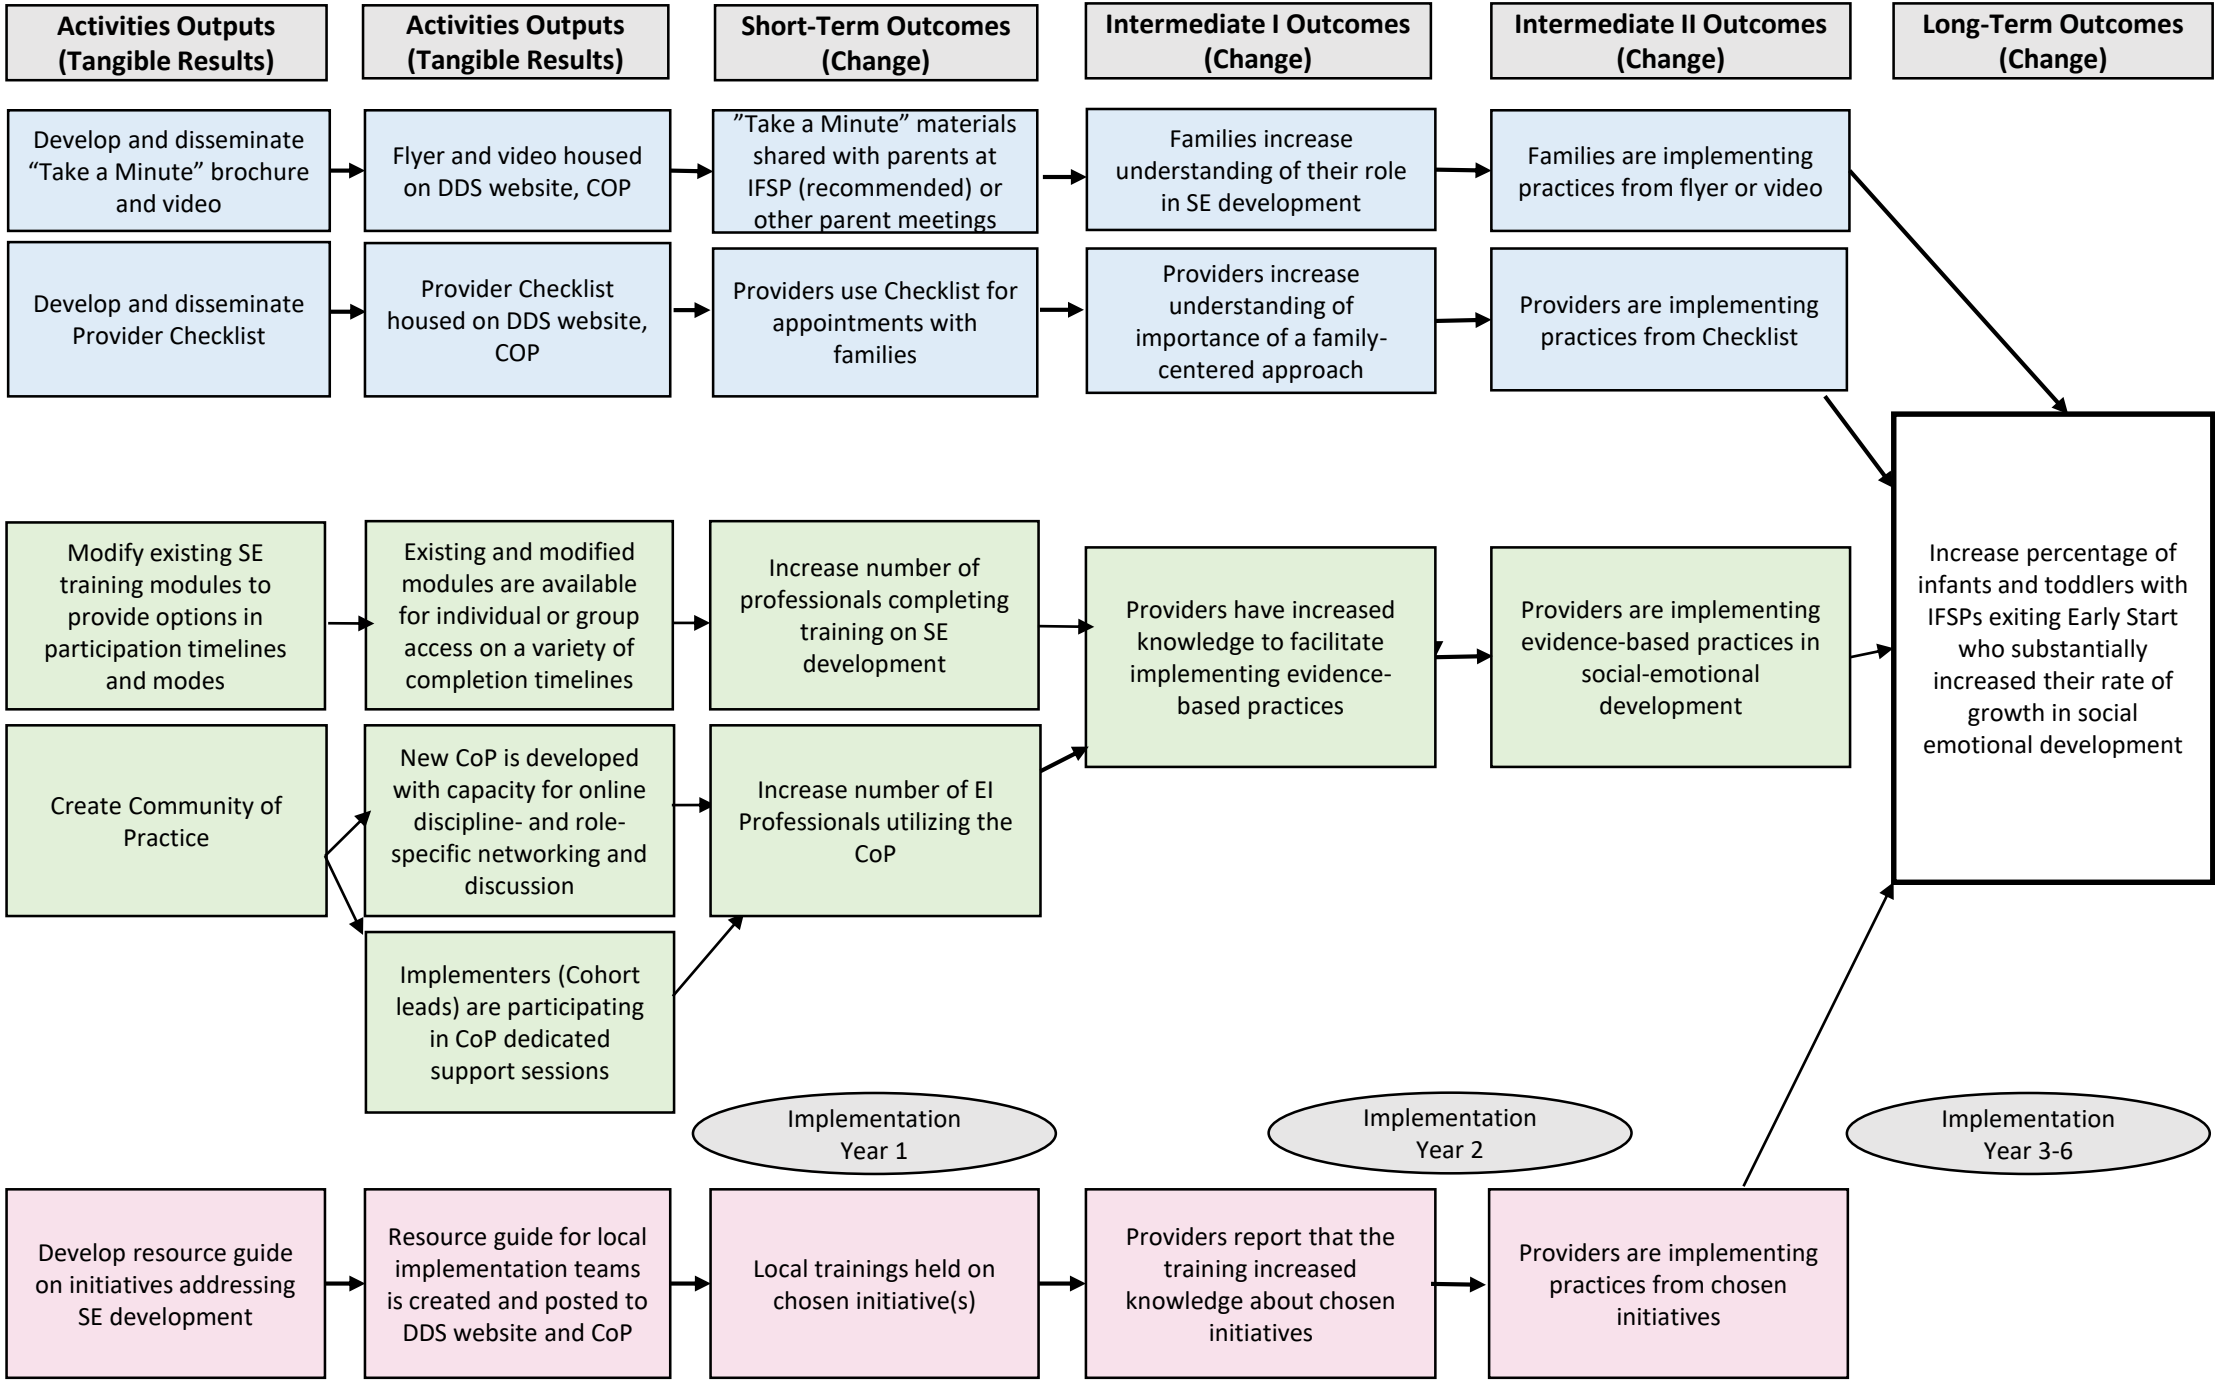 Activities Outputs
(Tangible Results)
Activities Outputs
(Tangible Results)
Short-Term Outcomes
(Change)
Intermediate I Outcomes
(Change)
Intermediate II Outcomes
(Change)
Long-Term Outcomes
(Change)
Develop and disseminate
“Take a Minute” brochure
and video
Flyer and video housed
on DDS website, COP
”Take a Minute” materials
shared with parents at
IFSP (recommended) or
other parent meetings
Families increase
understanding of their role
in SE development
Families are implementing
practices from flyer or video
Develop and disseminate
Provider Checklist
Provider Checklist
housed on DDS website,
COP
Providers use Checklist for
appointments with
families
Providers increase
understanding of
importance of a family-
centered approach
Providers are implementing
practices from Checklist
Modify existing SE
training modules to
provide options in
participation timelines
and modes
Existing and modified
modules are available
for individual or group
access on a variety of
completion timelines
Increase number of
professionals completing
training on SE
development
Providers have increased
knowledge to facilitate
implementing evidence-
based practices
Providers are implementing
evidence-based practices in
social-emotional
development
Increase percentage of
infants and toddlers with
IFSPs exiting Early Start
who substantially
increased their rate of
growth in social
emotional development
Create Community of
Practice
New CoP is developed
with capacity for online
discipline- and role-
specific networking and
discussion
Increase number of EI
Professionals utilizing the
CoP
Implementers (Cohort
leads) are participating
in CoP dedicated
support sessions
Implementation
Year 1
Implementation
Year 2
Implementation
Year 3-6
Develop resource guide
on initiatives addressing
SE development
Resource guide for local
implementation teams
is created and posted to
DDS website and CoP
Local trainings held on
chosen initiative(s)
Providers report that the
training increased
knowledge about chosen
initiatives
Providers are implementing
practices from chosen
initiatives